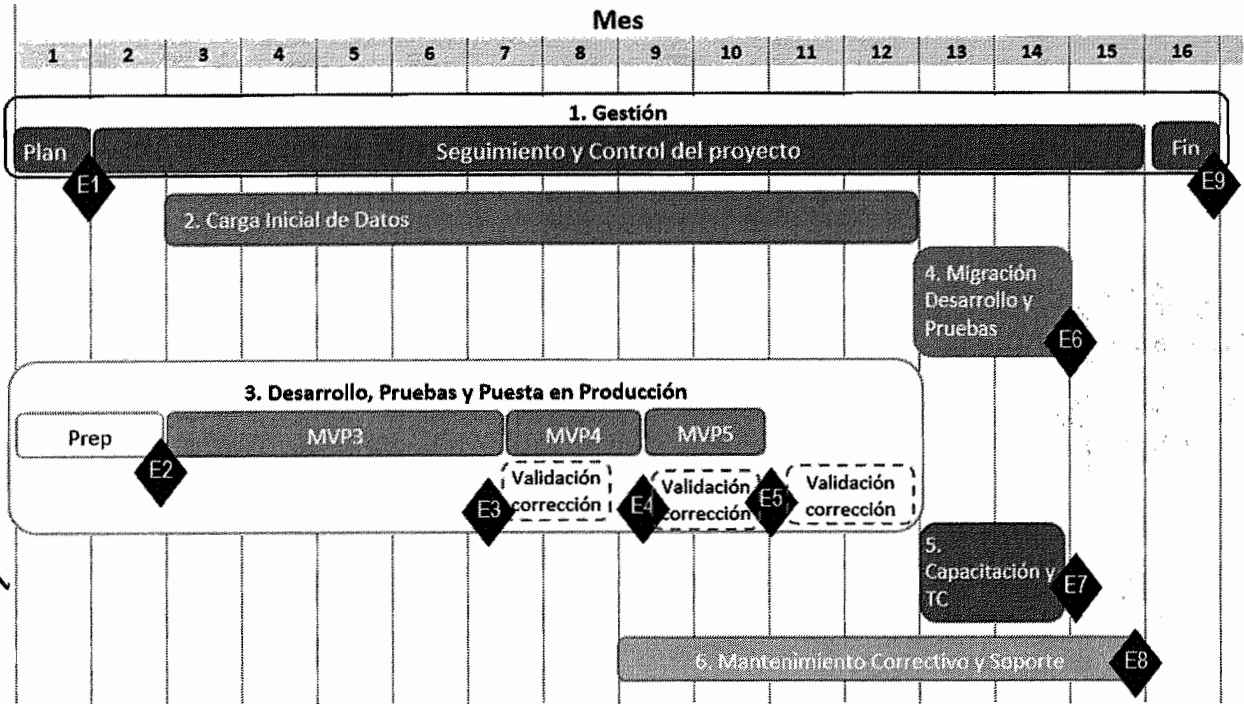 Mes
1 2 3 4 5 6 7 8 9 10 11 12 13 14 15 16
1. Gestión
Plan
Seguimiento y Control del proyecto
Fin
E1
E9
2. Carga Inicial de Datos
4. Migración
Desarrollo y
Pruebas
E6
3. Desarrollo, Pruebas y Puesta en Producción
Prep
MVP3
MVP4
MVP5
E2
E3
Validación
corrección
E4
Validación
corrección
E5
Validación
corrección
5.
Capacitación y
TC
E7
6. Mantenimiento Correctivo y Soporte
E8